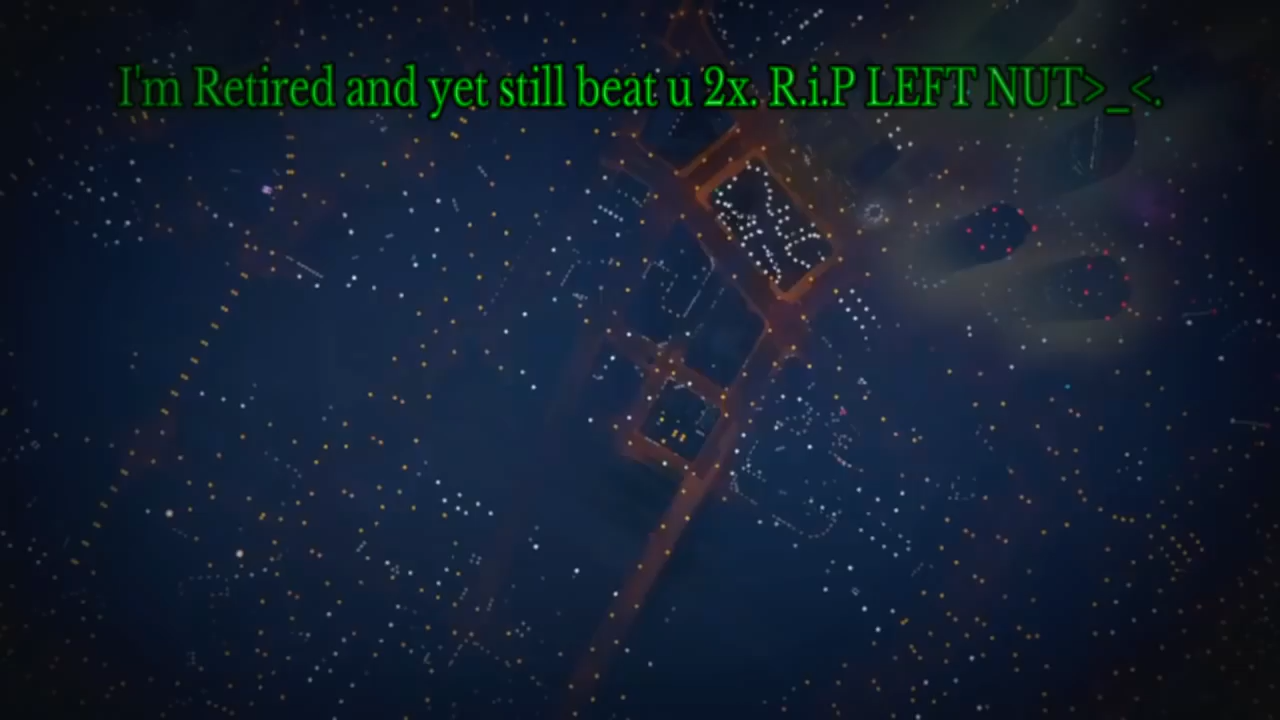 I'm Retired and yet still beat u 2x. R.i.P LEFT NUT>_<.